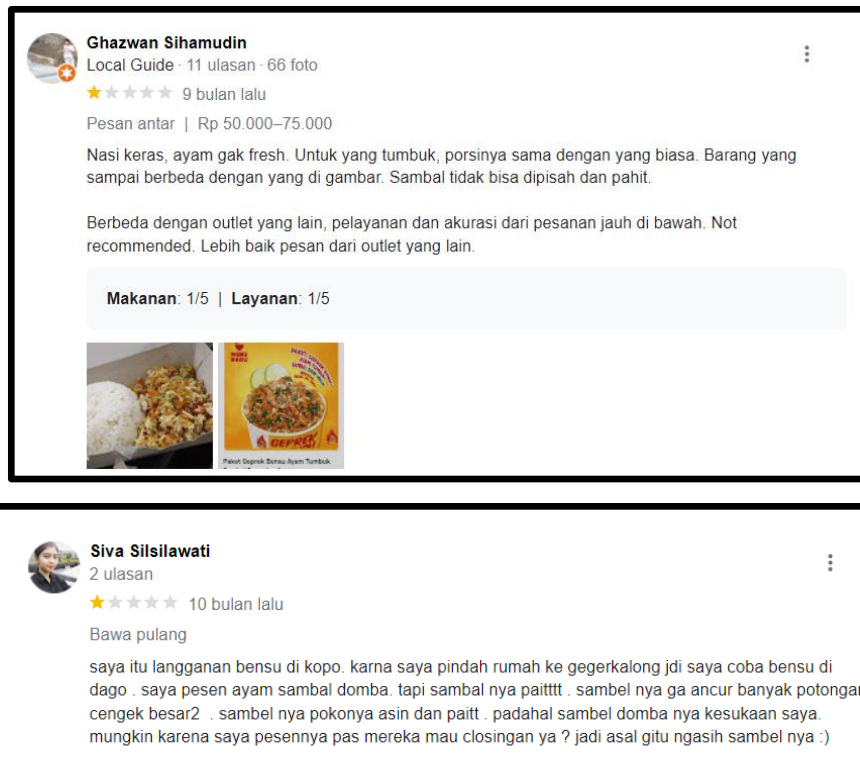 Ghazwan Sihamudin
Local Guide · 11 ulasan · 66 foto
9 bulan lalu
Pesan antar | Rp 50.000–75.000
Nasi keras, ayam gak fresh. Untuk yang tumbuk, porsinya sama dengan yang biasa. Barang yang
sampai berbeda dengan yang di gambar. Sambal tidak bisa dipisah dan pahit.
Berbeda dengan outlet yang lain, pelayanan dan akurasi dari pesanan jauh di bawah. Not
recommended. Lebih baik pesan dari outlet yang lain.
Makanan: 1/5 | Layanan: 1/5
MENU
BARU
GEPREK
Paket Geprek Bensu Ayam Tumbuk
Siva Silsilawati
2 ulasan
10 bulan lalu
Bawa pulang
saya itu langganan bensu di kopo. karna saya pindah rumah ke gegerkalong jdi saya coba bensu di
dago . saya pesen ayam sambal domba. tapi sambal nya paitttt . sambel nya ga ancur banyak potongan
cengek besar2 . sambel nya pokonya asin dan paitt . padahal sambel domba nya kesukaan saya.
mungkin karena saya pesennya pas mereka mau closingan ya ? jadi asal gitu ngasih sambel nya :)